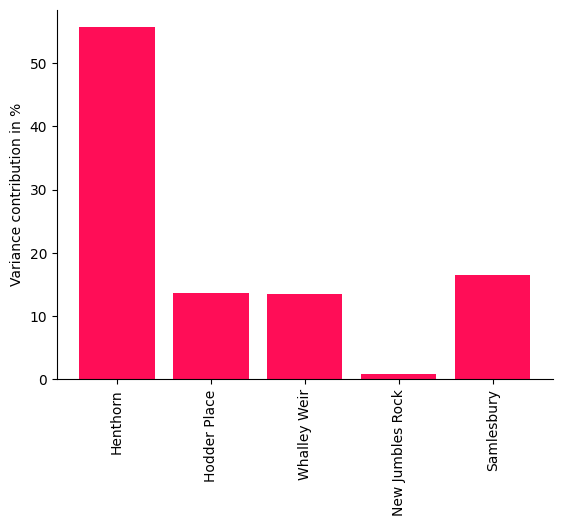 Variance contribution in %
50
40
30
20
10
0
Henthorn
Hodder Place
Whalley Weir
New Jumbles Rock
Samlesbury